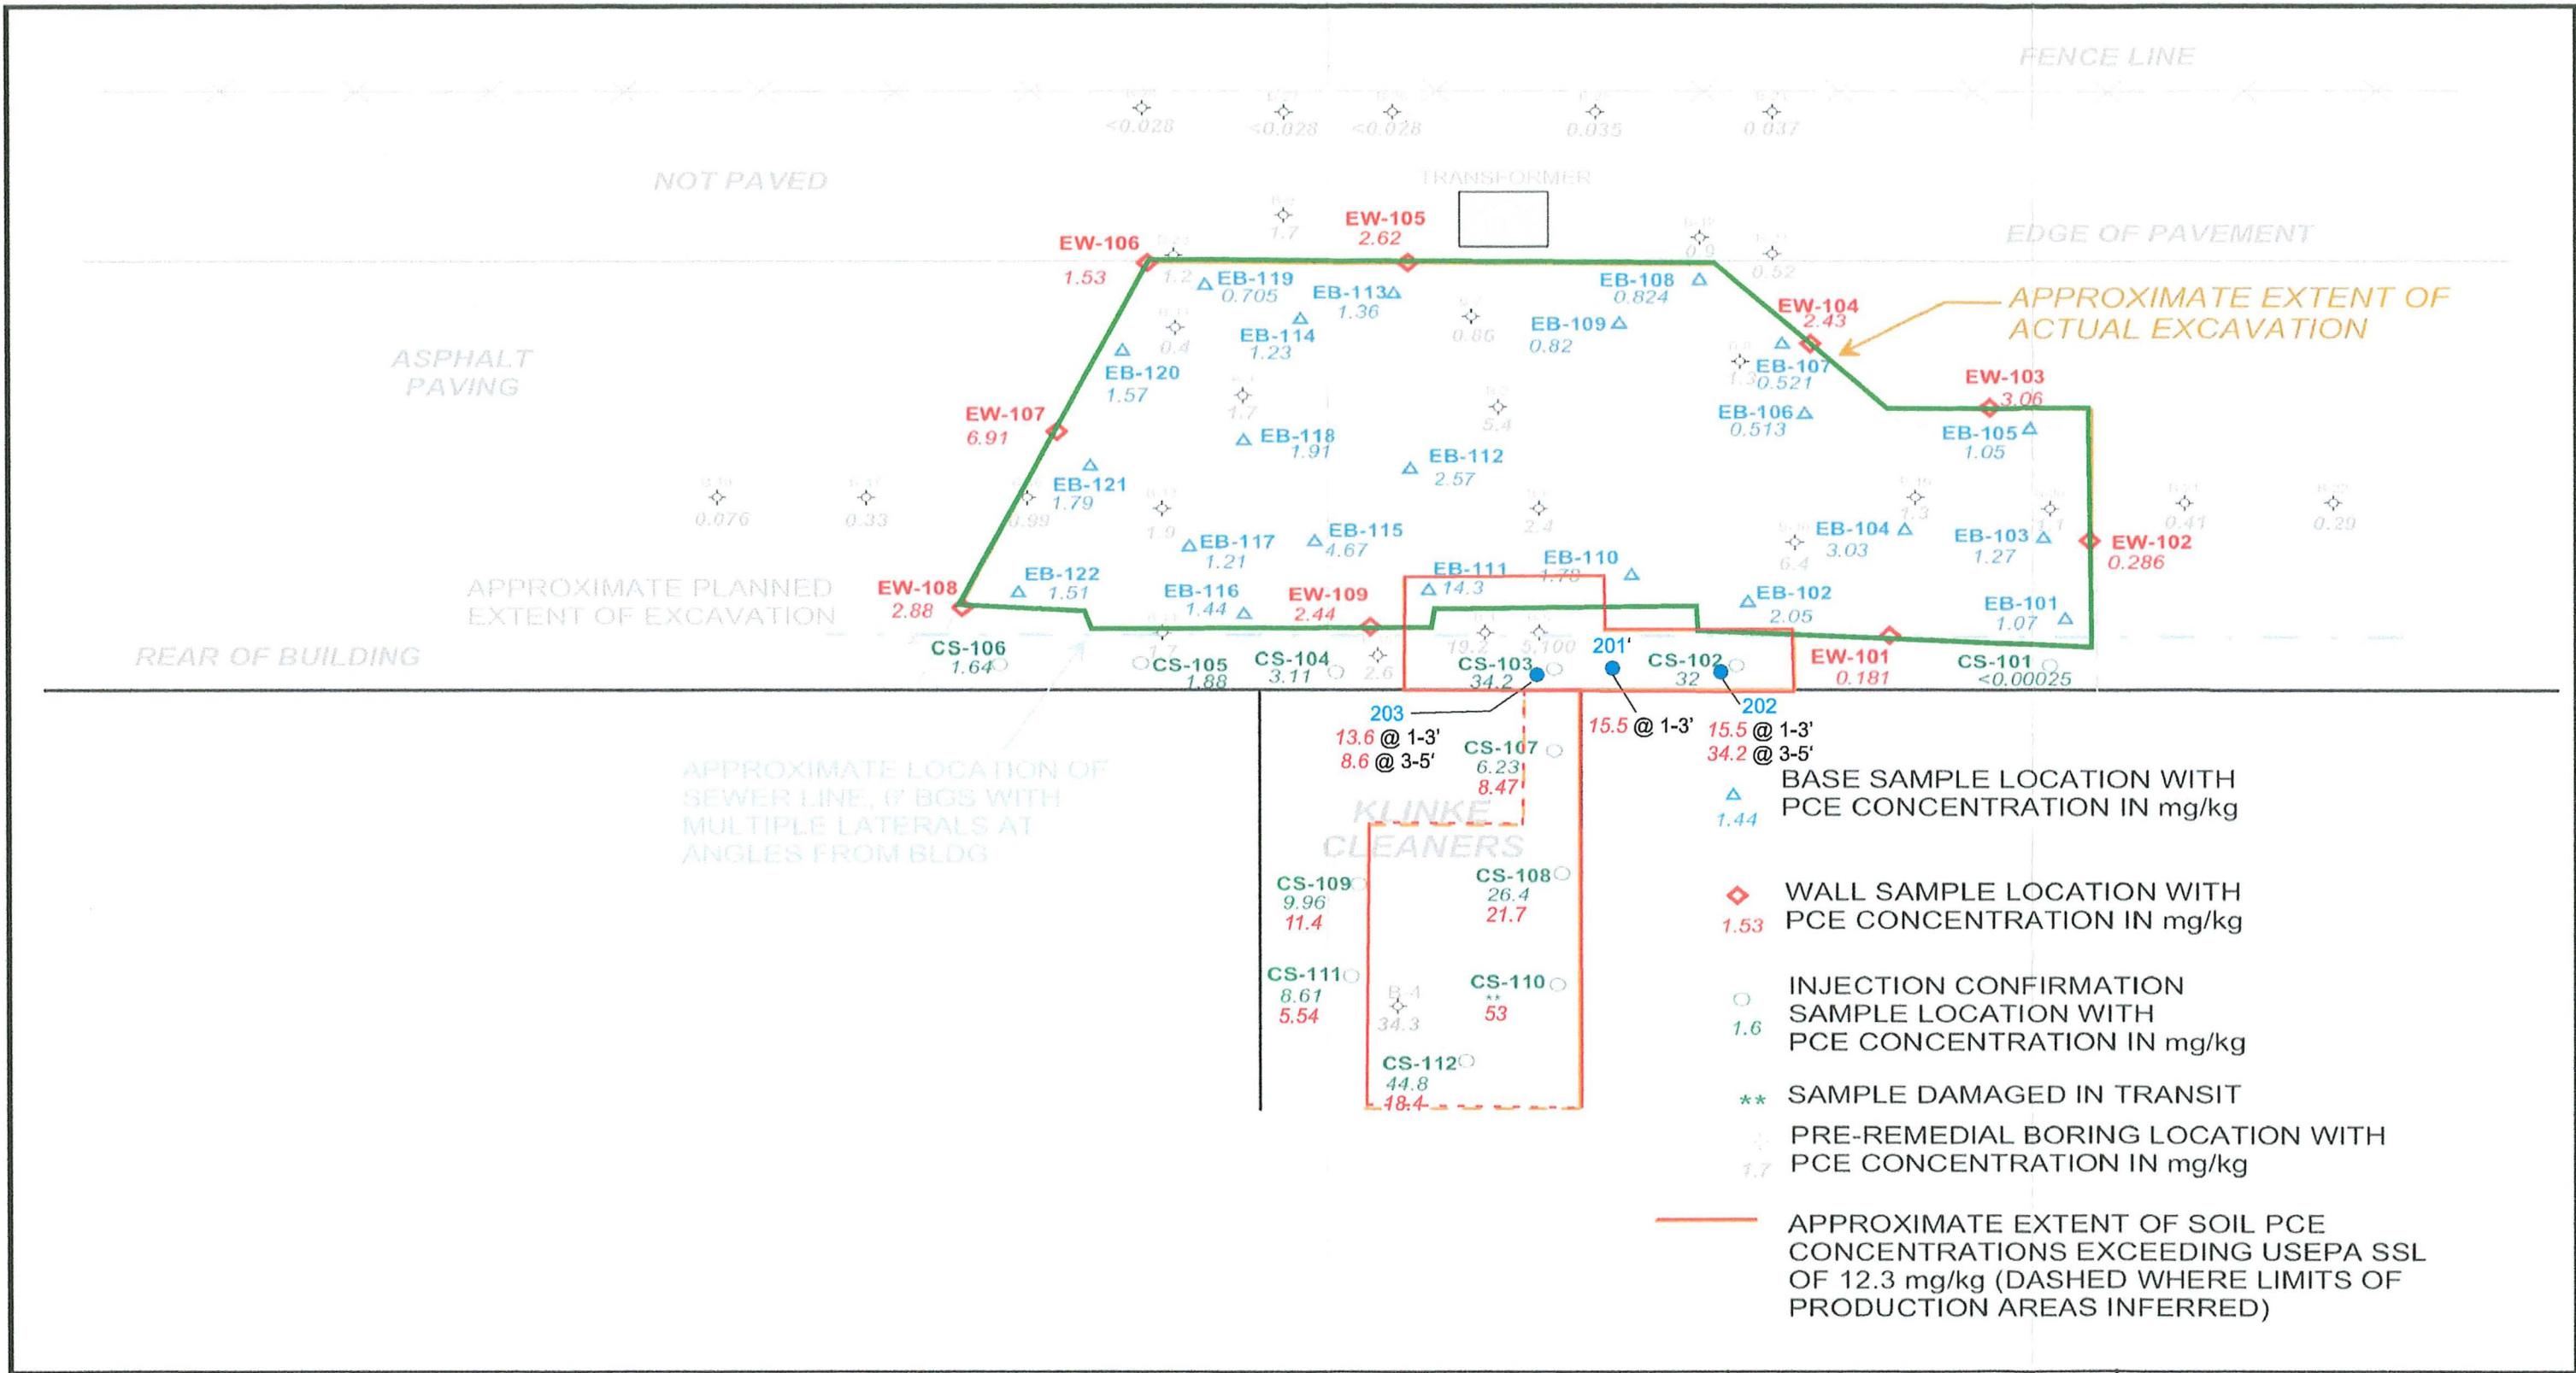 FENCE LINE
<0.028
<0.028
<0.028
0.035
0.037
NOT PAVED
TRANSFORMER
1.7
EW-105
2.62
EW-106
1.53
1.2
0.9
0.52
EDGE OF PAVEMENT
EB-119
0.705
EB-113
1.36
EB-108
0.824
EW-104
2.43
APPROXIMATE EXTENT OF
ACTUAL EXCAVATION
EB-114
1.23
0.86
EB-109
0.82
ASPHALT
PAVING
0.4
EB-120
1.57
1.7
5.4
1.3
EB-107
0.521
EW-103
3.06
EW-107
6.91
EB-118
1.91
EB-106
0.513
EB-105
1.05
EB-112
2.57
EB-121
1.79
0.076
0.33
0.99
1.9
2.4
1.3
1.1
0.41
0.29
EB-117
1.21
EB-115
4.67
EB-104
3.03
EB-103
1.27
EW-102
0.286
6.4
EB-110
1.78
EB-111
14.3
APPROXIMATE PLANNED
EXTENT OF EXCAVATION
EW-108
2.88
EB-122
1.51
EB-116
1.44
EW-109
2.44
EB-102
2.05
EB-101
1.07
REAR OF BUILDING
CS-106
1.64
1.7
CS-105
1.88
CS-104
3.11
2.6
19.2
5,100
CS-103
34.2
201'
CS-102
32
EW-101
0.181
CS-101
<0.00025
203
13.6 @ 1-3'
8.6 @ 3-5'
15.5 @ 1-3'
202
15.5 @ 1-3'
34.2 @ 3-5'
CS-107
6.23
8.47
APPROXIMATE LOCATION OF
SEWER LINE, 6' BGS WITH
MULTIPLE LATERALS AT
ANGLES FROM BLDG
KLINKE
CLEANERS
CS-109
9.96
11.4
CS-108
26.4
21.7
CS-111
8.61
5.54
B-4
34.3
CS-110
**
53
CS-112
44.8
18.4
BASE SAMPLE LOCATION WITH
1.44 PCE CONCENTRATION IN mg/kg
WALL SAMPLE LOCATION WITH
1.53 PCE CONCENTRATION IN mg/kg
INJECTION CONFIRMATION
1.6 SAMPLE LOCATION WITH
PCE CONCENTRATION IN mg/kg
** SAMPLE DAMAGED IN TRANSIT
PRE-REMEDIAL BORING LOCATION WITH
1.7 PCE CONCENTRATION IN mg/kg
APPROXIMATE EXTENT OF SOIL PCE
CONCENTRATIONS EXCEEDING USEPA SSL
OF 12.3 mg/kg (DASHED WHERE LIMITS OF
PRODUCTION AREAS INFERRED)